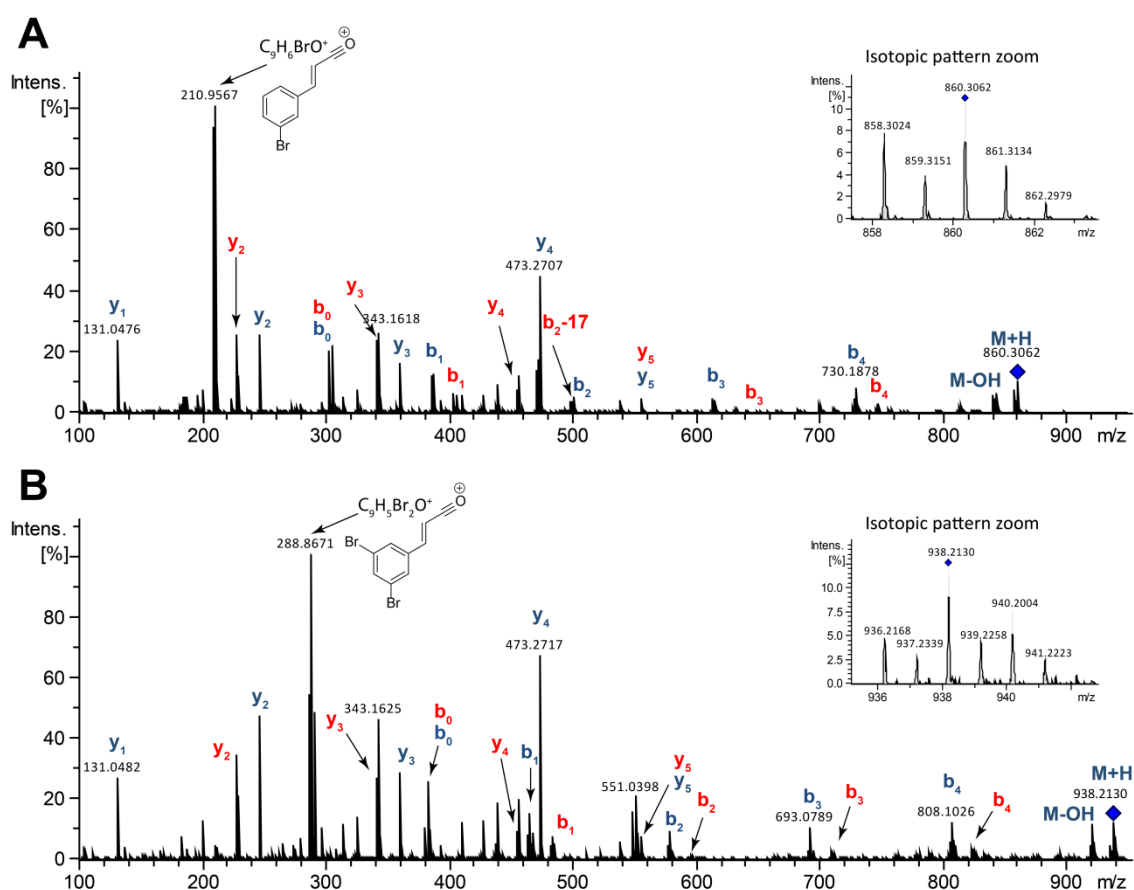 A
C₉H₆BrO⁺
⊕
O
Br
Intens.
[%]
80
60
40
20
0
210.9567
y₁
131.0476
y₂
y₂
b₀
b₀
y₃
343.1618
y₃
b₁
b₁
y₄
473.2707
y₄
b₂-17
b₂
y₅
y₅
b₃
b₃
b₄
730.1878
b₄
M-OH
M+H
860.3062
100 200 300 400 500 600 700 800 900 m/z
Isotopic pattern zoom
Intens.
[%]
10
8
6
4
2
0
858.3024
859.3151
860.3062
861.3134
862.2979
858 860 862 m/z
B
C₉H₅Br₂O⁺
⊕
O
Br
Br
Intens.
[%]
80
60
40
20
0
288.8671
y₁
131.0482
y₂
y₂
y₃
343.1625
b₀
b₀
y₃
y₄
b₁
b₁
y₄
473.2717
551.0398
y₅
y₅
b₂
b₂
b₃
693.0789
b₃
b₄
808.1026
b₄
M-OH
M+H
938.2130
100 200 300 400 500 600 700 800 900 m/z
Isotopic pattern zoom
Intens.
[%]
10.0
7.5
5.0
2.5
0.0
936.2168
937.2339
938.2130
939.2258
940.2004
941.2223
936 938 940 m/z